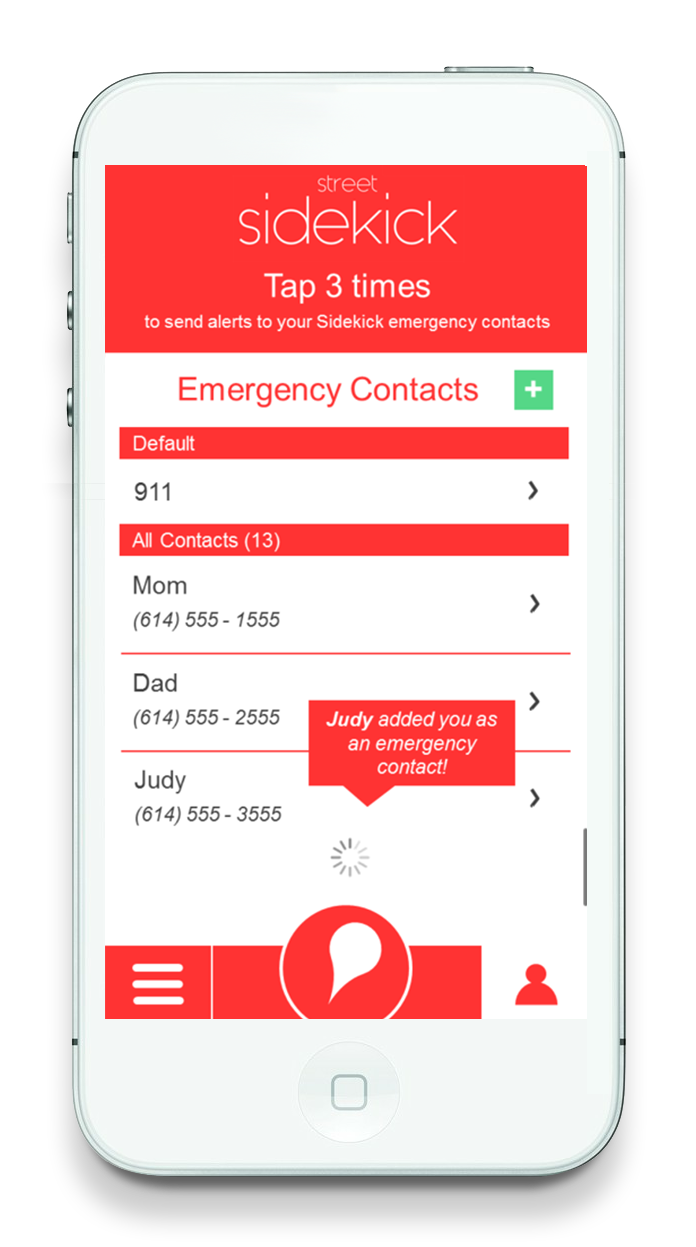 street
sidekick
Tap 3 times
to send alerts to your Sidekick emergency contacts
Emergency Contacts
Default
911
All Contacts (13)
Mom
(614) 555 - 1555
Dad
(614) 555 - 2555
Judy added you as
an emergency
contact!
Judy
(614) 555 - 3555